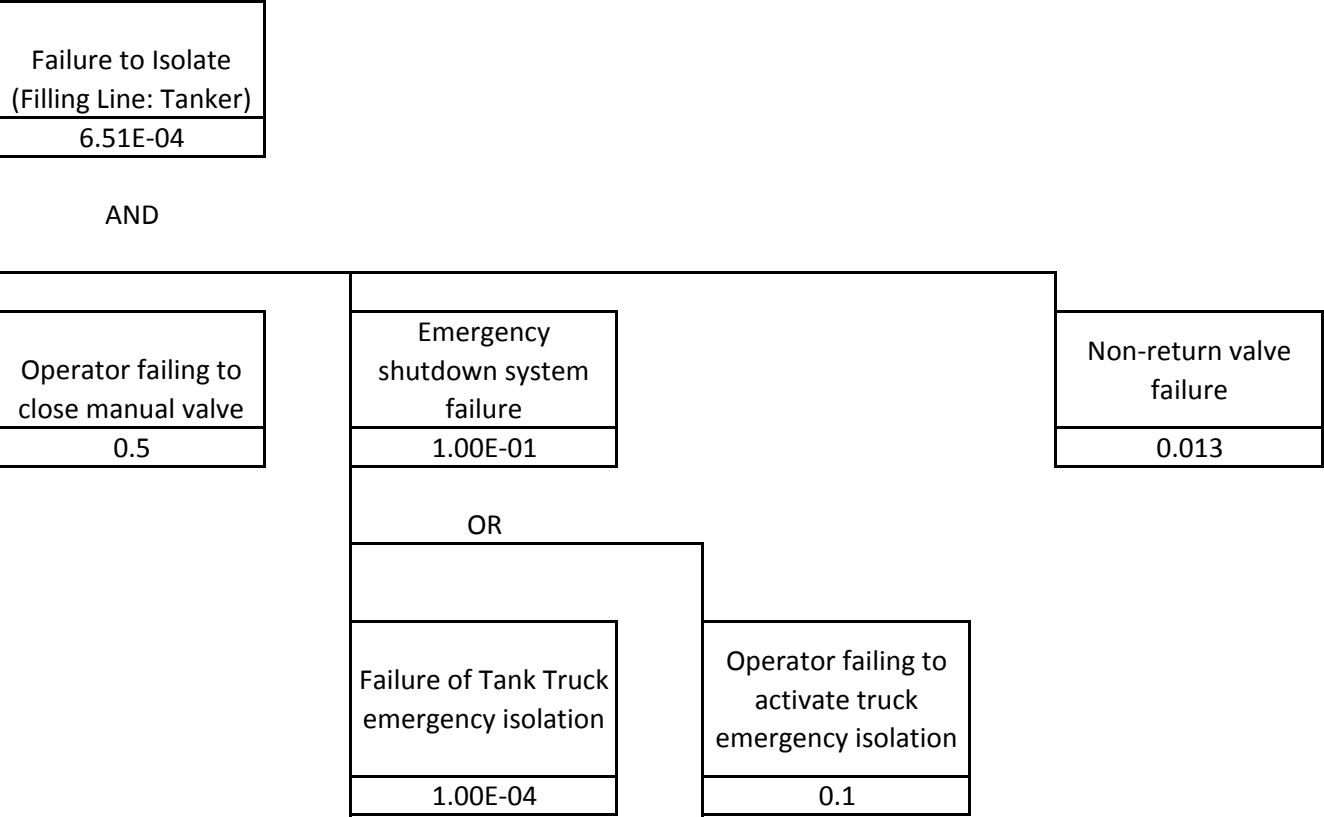 Failure to Isolate
(Filling Line: Tanker)
6.51E-04
AND
Operator failing to
close manual valve
0.5
Emergency
shutdown system
failure
1.00E-01
Non-return valve
failure
0.013
OR
Failure of Tank Truck
emergency isolation
1.00E-04
Operator failing to
activate truck
emergency isolation
0.1